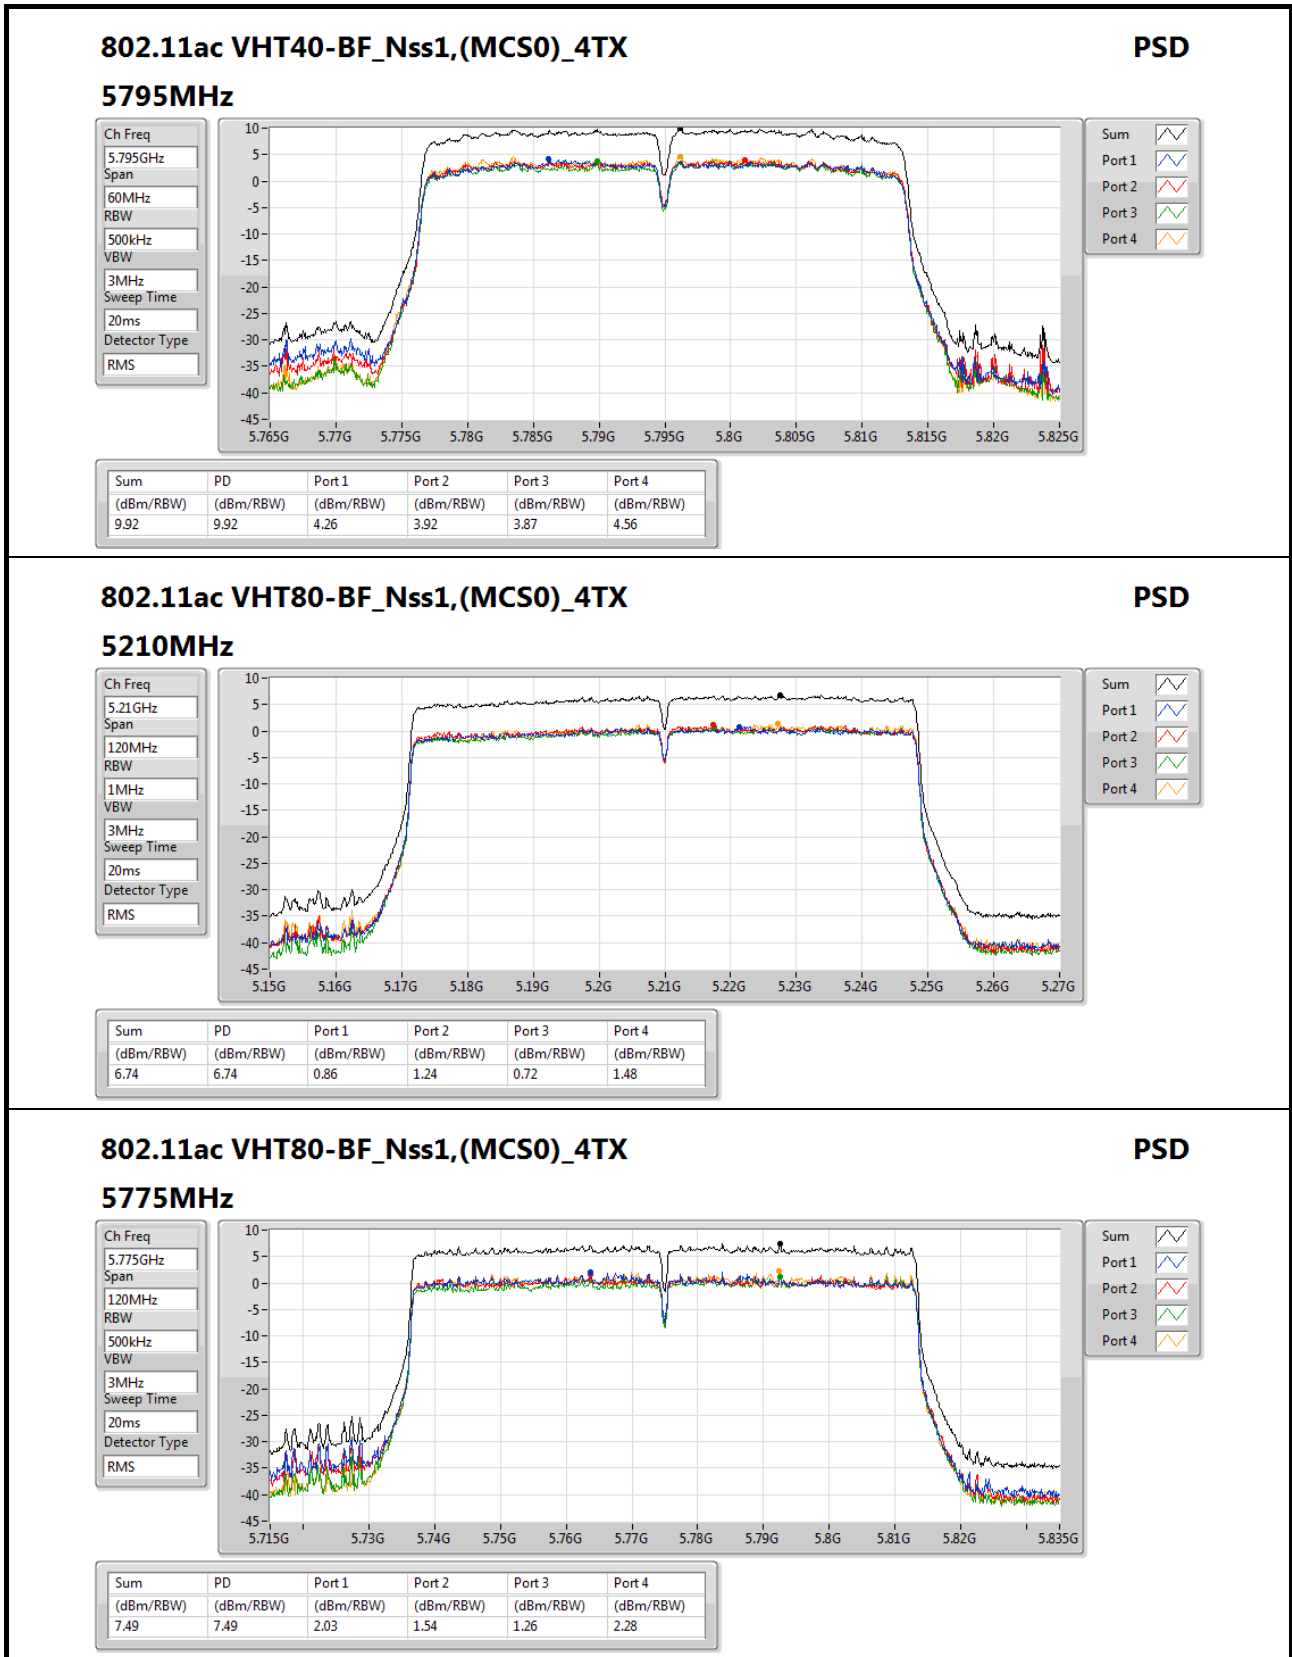 802.11ac VHT40-BF_Nss1,(MCS0)_4TX PSD
5795MHz
Ch Freq
5.795GHz
Span
60MHz
RBW
500kHz
VBW
3MHz
Sweep Time
20ms
Detector Type
RMS
10
5
0
-5
-10
-15
-20
-25
-30
-35
-40
-45
5.765G 5.77G 5.775G 5.78G 5.785G 5.79G 5.795G 5.8G 5.805G 5.81G 5.815G 5.82G 5.825G
Sum
Port 1
Port 2
Port 3
Port 4
Sum PD Port 1 Port 2 Port 3 Port 4
(dBm/RBW) (dBm/RBW) (dBm/RBW) (dBm/RBW) (dBm/RBW) (dBm/RBW)
9.92 9.92 4.26 3.92 3.87 4.56
802.11ac VHT80-BF_Nss1,(MCS0)_4TX PSD
5210MHz
Ch Freq
5.21GHz
Span
120MHz
RBW
1MHz
VBW
3MHz
Sweep Time
20ms
Detector Type
RMS
10
5
0
-5
-10
-15
-20
-25
-30
-35
-40
-45
5.15G 5.16G 5.17G 5.18G 5.19G 5.2G 5.21G 5.22G 5.23G 5.24G 5.25G 5.26G 5.27G
Sum
Port 1
Port 2
Port 3
Port 4
Sum PD Port 1 Port 2 Port 3 Port 4
(dBm/RBW) (dBm/RBW) (dBm/RBW) (dBm/RBW) (dBm/RBW) (dBm/RBW)
6.74 6.74 0.86 1.24 0.72 1.48
802.11ac VHT80-BF_Nss1,(MCS0)_4TX PSD
5775MHz
Ch Freq
5.775GHz
Span
120MHz
RBW
500kHz
VBW
3MHz
Sweep Time
20ms
Detector Type
RMS
10
5
0
-5
-10
-15
-20
-25
-30
-35
-40
-45
5.715G 5.73G 5.74G 5.75G 5.76G 5.77G 5.78G 5.79G 5.8G 5.81G 5.82G 5.835G
Sum
Port 1
Port 2
Port 3
Port 4
Sum PD Port 1 Port 2 Port 3 Port 4
(dBm/RBW) (dBm/RBW) (dBm/RBW) (dBm/RBW) (dBm/RBW) (dBm/RBW)
7.49 7.49 2.03 1.54 1.26 2.28